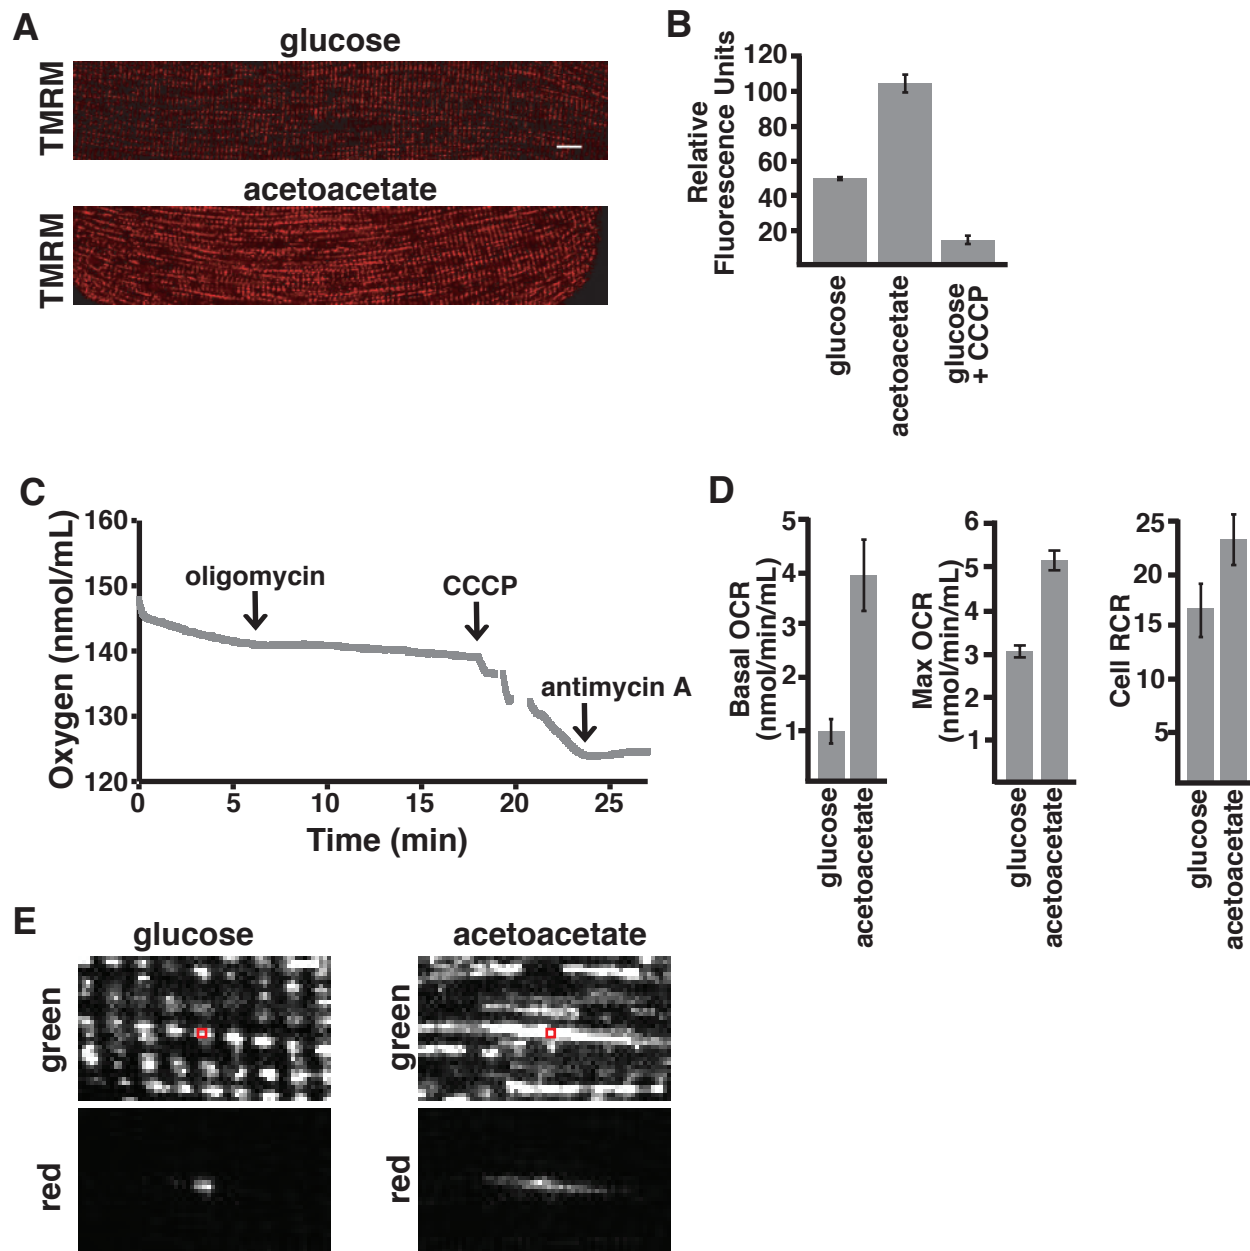 A
glucose
TMRM
acetoacetate
TMRM
B
Relative
Fluorescence Units
120
100
80
60
40
20
glucose
acetoacetate
glucose
+ CCCP
C
Oxygen (nmol/mL)
160
150
140
130
120
oligomycin
CCCP
antimycin A
0
5
10
15
20
25
Time (min)
D
Basal OCR
(nmol/min/mL)
5
4
3
2
1
glucose
acetoacetate
Max OCR
(nmol/min/mL)
6
5
4
3
2
1
glucose
acetoacetate
Cell RCR
25
20
15
10
5
glucose
acetoacetate
E
glucose
acetoacetate
green
green
red
red